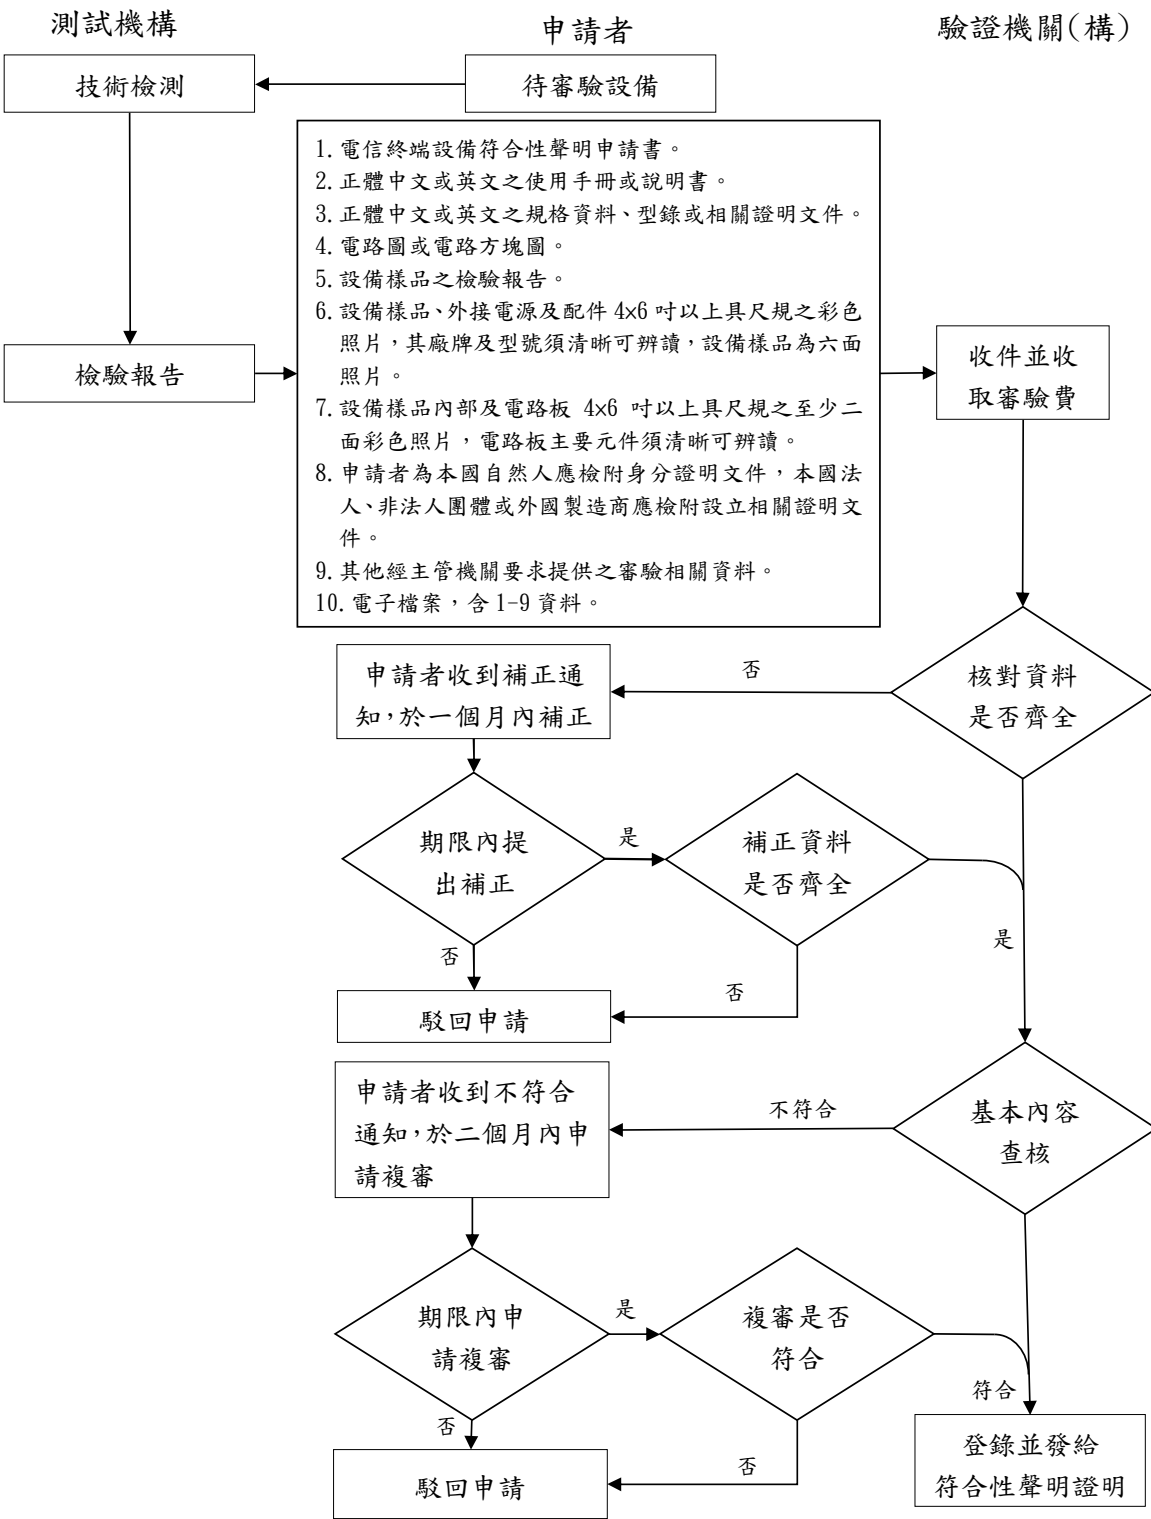 測試機構
申請者
驗證機關(構)
技術檢測
待審驗設備
1. 電信終端設備符合性聲明申請書。
2. 正體中文或英文之使用手冊或說明書。
3. 正體中文或英文之規格資料、型錄或相關證明文件。
4. 電路圖或電路方塊圖。
5. 設備樣品之檢驗報告。
6. 設備樣品、外接電源及配件 4×6 吋以上具尺規之彩色
照片，其廠牌及型號須清晰可辨讀，設備樣品為六面
照片。
7. 設備樣品內部及電路板 4×6 吋以上具尺規之至少二
面彩色照片，電路板主要元件須清晰可辨讀。
8. 申請者為本國自然人應檢附身分證明文件，本國法
人、非法人團體或外國製造商應檢附設立相關證明文
件。
9. 其他經主管機關要求提供之審驗相關資料。
10. 電子檔案，含 1-9 資料。
檢驗報告
收件並收
取審驗費
核對資料
是否齊全
否
申請者收到補正通
知，於一個月內補正
期限內提
出補正
是
補正資料
是否齊全
否
否
是
駁回申請
基本內容
查核
不符合
申請者收到不符合
通知，於二個月內申
請複審
期限內申
請複審
是
複審是否
符合
符合
否
否
駁回申請
登錄並發給
符合性聲明證明